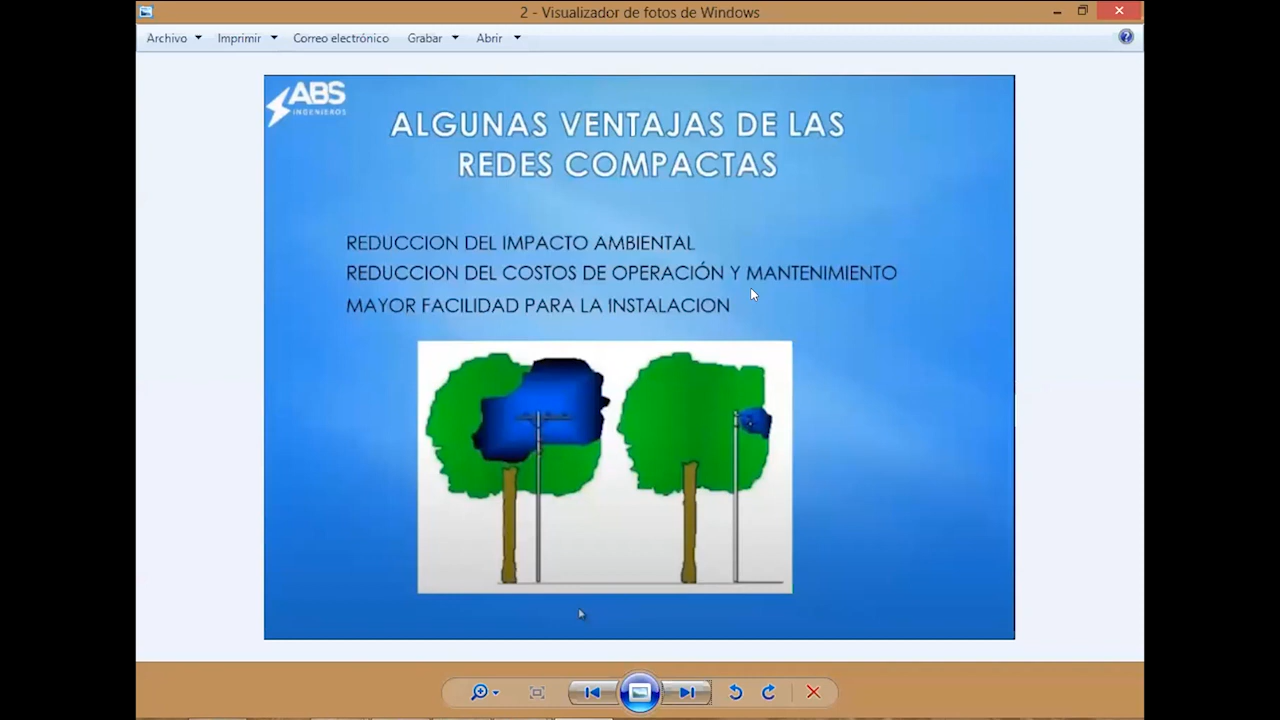 2 - Visualizador de fotos de Windows
Archivo Imprimir Correo electrónico Grabar Abrir
ABS
INGENIEROS
ALGUNAS VENTAJAS DE LAS
REDES COMPACTAS
REDUCCION DEL IMPACTO AMBIENTAL
REDUCCION DEL COSTOS DE OPERACIÓN Y MANTENIMIENTO
MAYOR FACILIDAD PARA LA INSTALACION